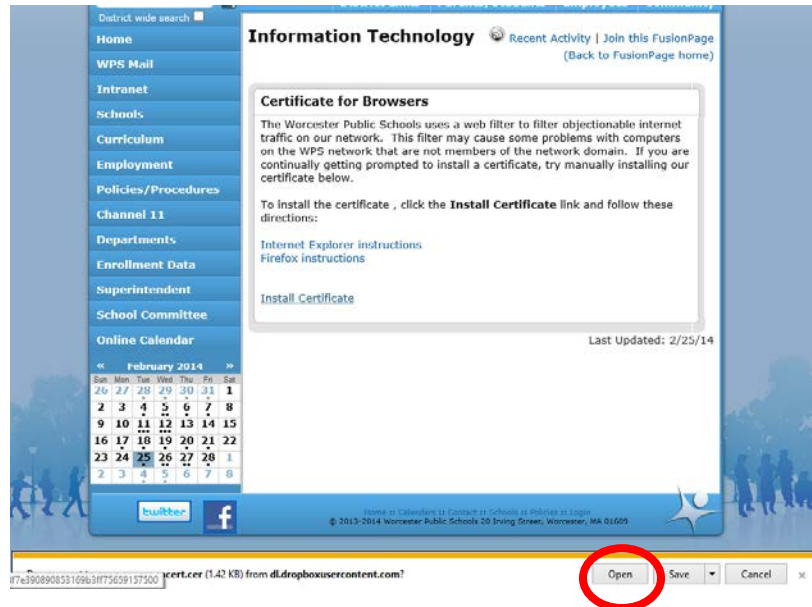 District wide search
Home
WPS Mail
Intranet
Schools
Curriculum
Employment
Policies/Procedures
Channel 11
Departments
Enrollment Data
Superintendent
School Committee
Online Calendar
« February 2014 »
Sun Mon Tue Wed Thu Fri Sat
26 27 28 29 30 31 1
2 3 4 5 6 7 8
9 10 11 12 13 14 15
16 17 18 19 20 21 22
23 24 25 26 27 28 1
2 3 4 5 6 7 8
Information Technology
Recent Activity | Join this FusionPage
(Back to FusionPage home)
Certificate for Browsers
The Worcester Public Schools uses a web filter to filter objectionable internet
traffic on our network. This filter may cause some problems with computers
on the WPS network that are not members of the network domain. If you are
continually getting prompted to install a certificate, try manually installing our
certificate below.
To install the certificate , click the Install Certificate link and follow these
directions:
Internet Explorer instructions
Firefox instructions
Install Certificate
Last Updated: 2/25/14
twitter
f
Home :: Calendars :: Contact :: Schools :: Policies :: Login
© 2013-2014 Worcester Public Schools 20 Irving Street, Worcester, MA 01609
cert.cer (1.42 KB) from dl.dropboxusercontent.com?
Open
Save
Cancel
x